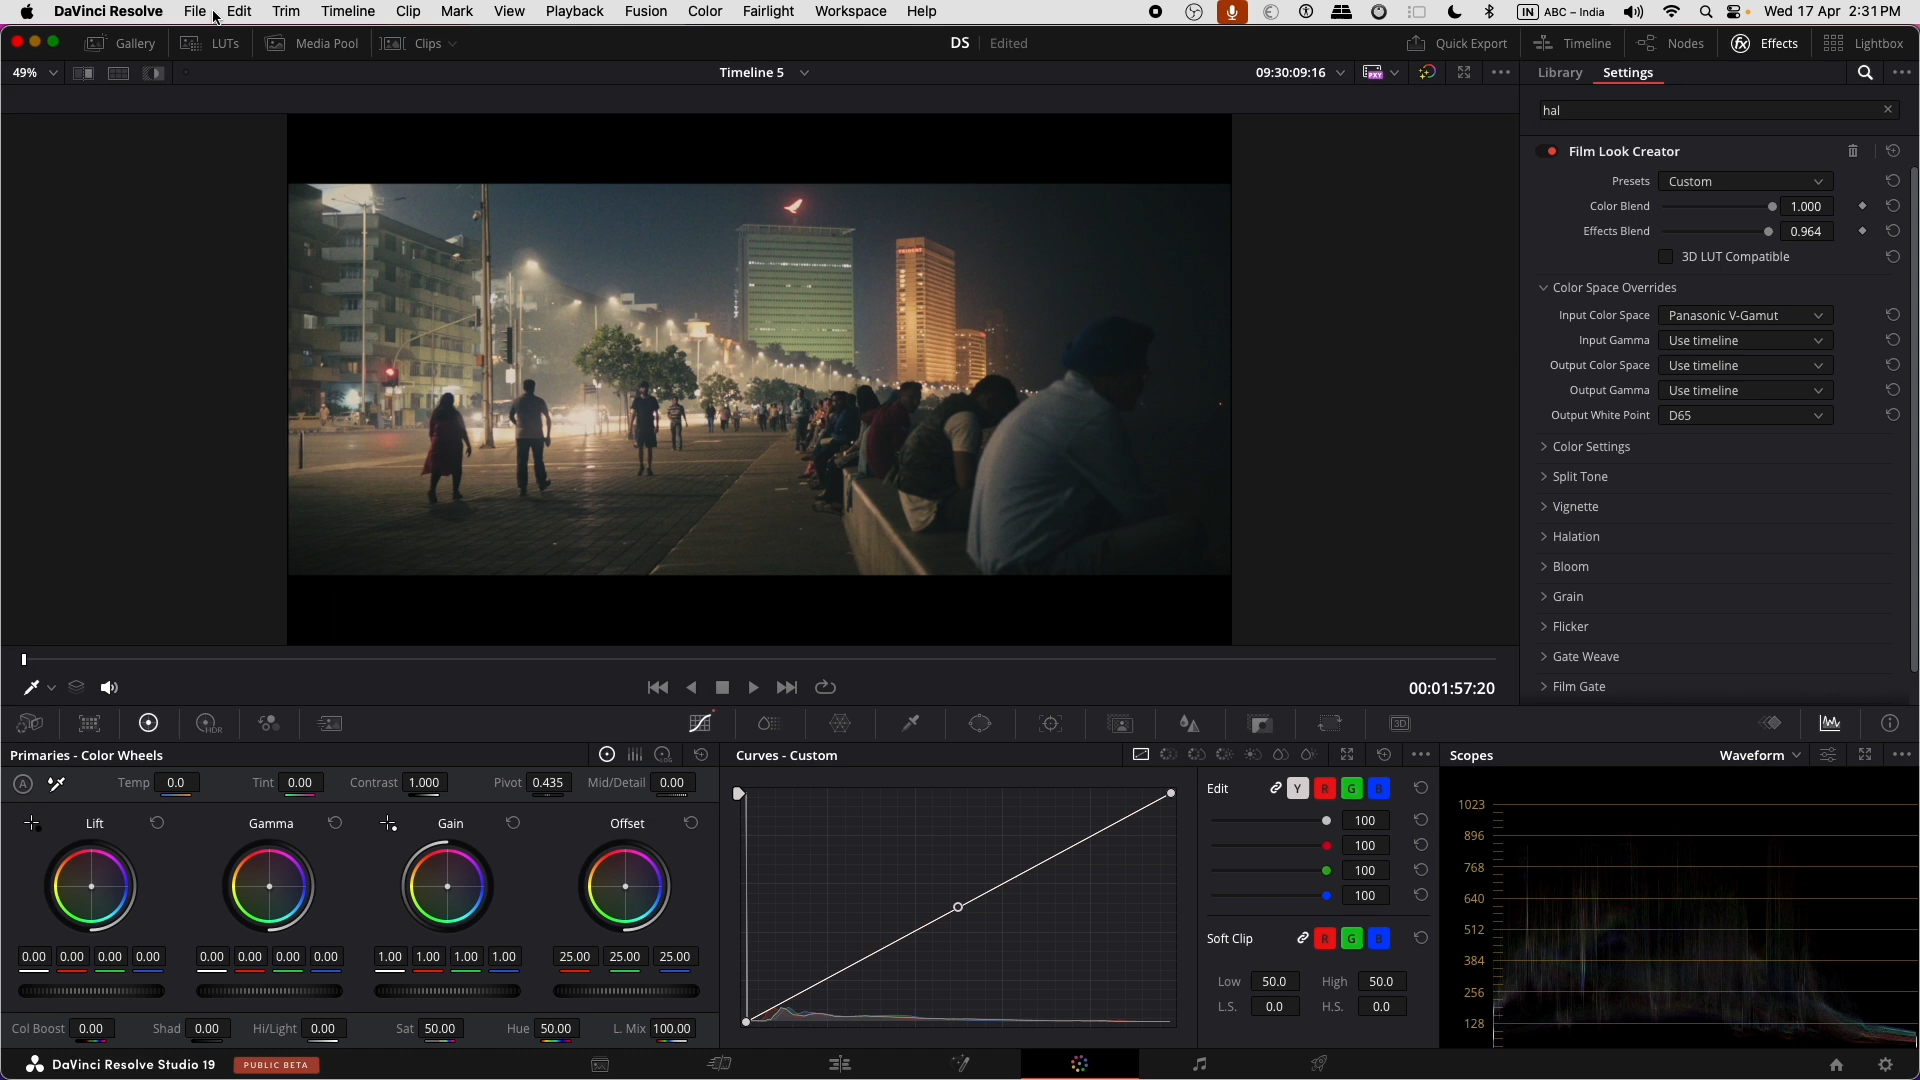 DaVinci Resolve File Edit Trim Timeline Clip Mark View Playback Fusion Color Fairlight Workspace Help IN ABC – India Wed 17 Apr 2:31 PM
Gallery LUTs Media Pool Clips DS Edited Quick Export Timeline Nodes Effects Lightbox
49% Timeline 5 09:30:09:16 PXY Library Settings
hal
Film Look Creator
Presets Custom
Color Blend 1.000
Effects Blend 0.964
3D LUT Compatible
Color Space Overrides
Input Color Space Panasonic V-Gamut
Input Gamma Use timeline
Output Color Space Use timeline
Output Gamma Use timeline
Output White Point D65
Color Settings
Split Tone
Vignette
Halation
Bloom
Grain
Flicker
Gate Weave
Film Gate
00:01:57:20
HDR 3D
Primaries - Color Wheels LOG Curves - Custom Scopes Waveform
A Temp 0.0 Tint 0.00 Contrast 1.000 Pivot 0.435 Mid/Detail 0.00
Edit Y R G B
100
100
100
100
Lift Gamma Gain Offset
0.00 0.00 0.00 0.00 0.00 0.00 0.00 0.00 1.00 1.00 1.00 1.00 25.00 25.00 25.00
Col Boost 0.00 Shad 0.00 Hi/Light 0.00 Sat 50.00 Hue 50.00 L. Mix 100.00
Soft Clip R G B
Low 50.0 High 50.0
L.S. 0.0 H.S. 0.0
1023
896
768
640
512
384
256
128
DaVinci Resolve Studio 19 PUBLIC BETA